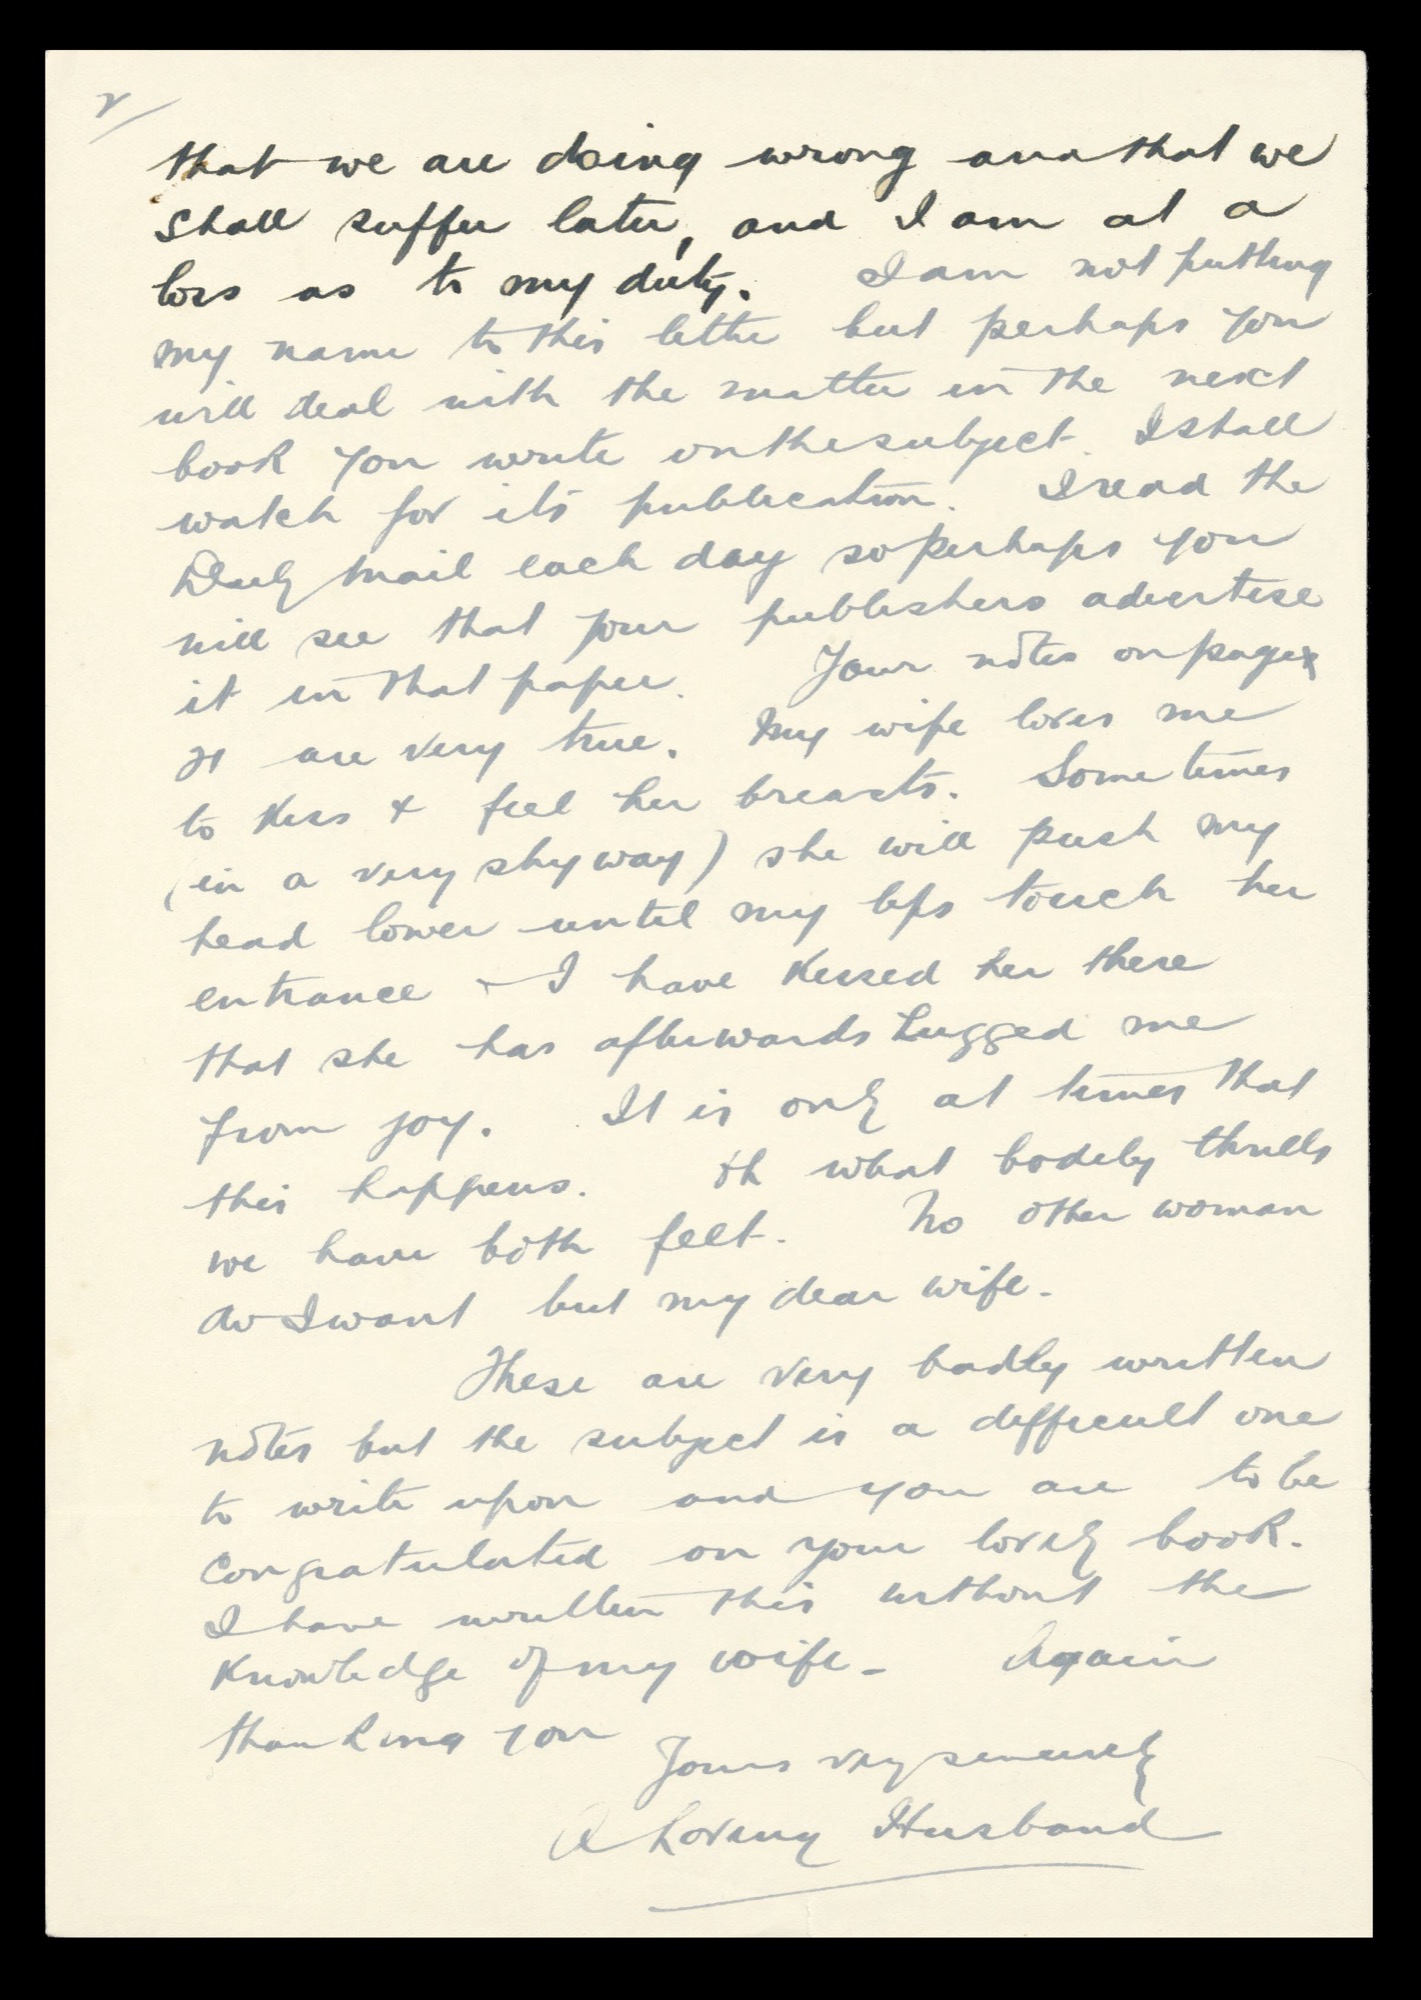 2/
that we are doing wrong and that we
shall suffer later, and I am at a
loss as to my duty. I am not putting
my name to this letter but perhaps you
will deal with the matter in the next
book you write on the subject. I shall
watch for its publication. I read the
Daily Mail each day so perhaps you
will see that your publishers advertise
it in that paper. Your notes on page
are very true. My wife loves me
to kiss & feel her breasts. Sometimes
(in a very shy way) she will push my
head lower until my lips touch her
entrance I have kissed her there
that she has afterwards hugged me
from joy. It is only at times that
this happens. Oh what bodily thrills
we have both felt. No other woman
do I want but my dear wife.
These are very badly written
notes but the subject is a difficult one
to write upon and you are to be
congratulated on your lovely book.
I have written this without the
knowledge of my wife - Again
thanking you
Yours very sincerely
A Loving Husband